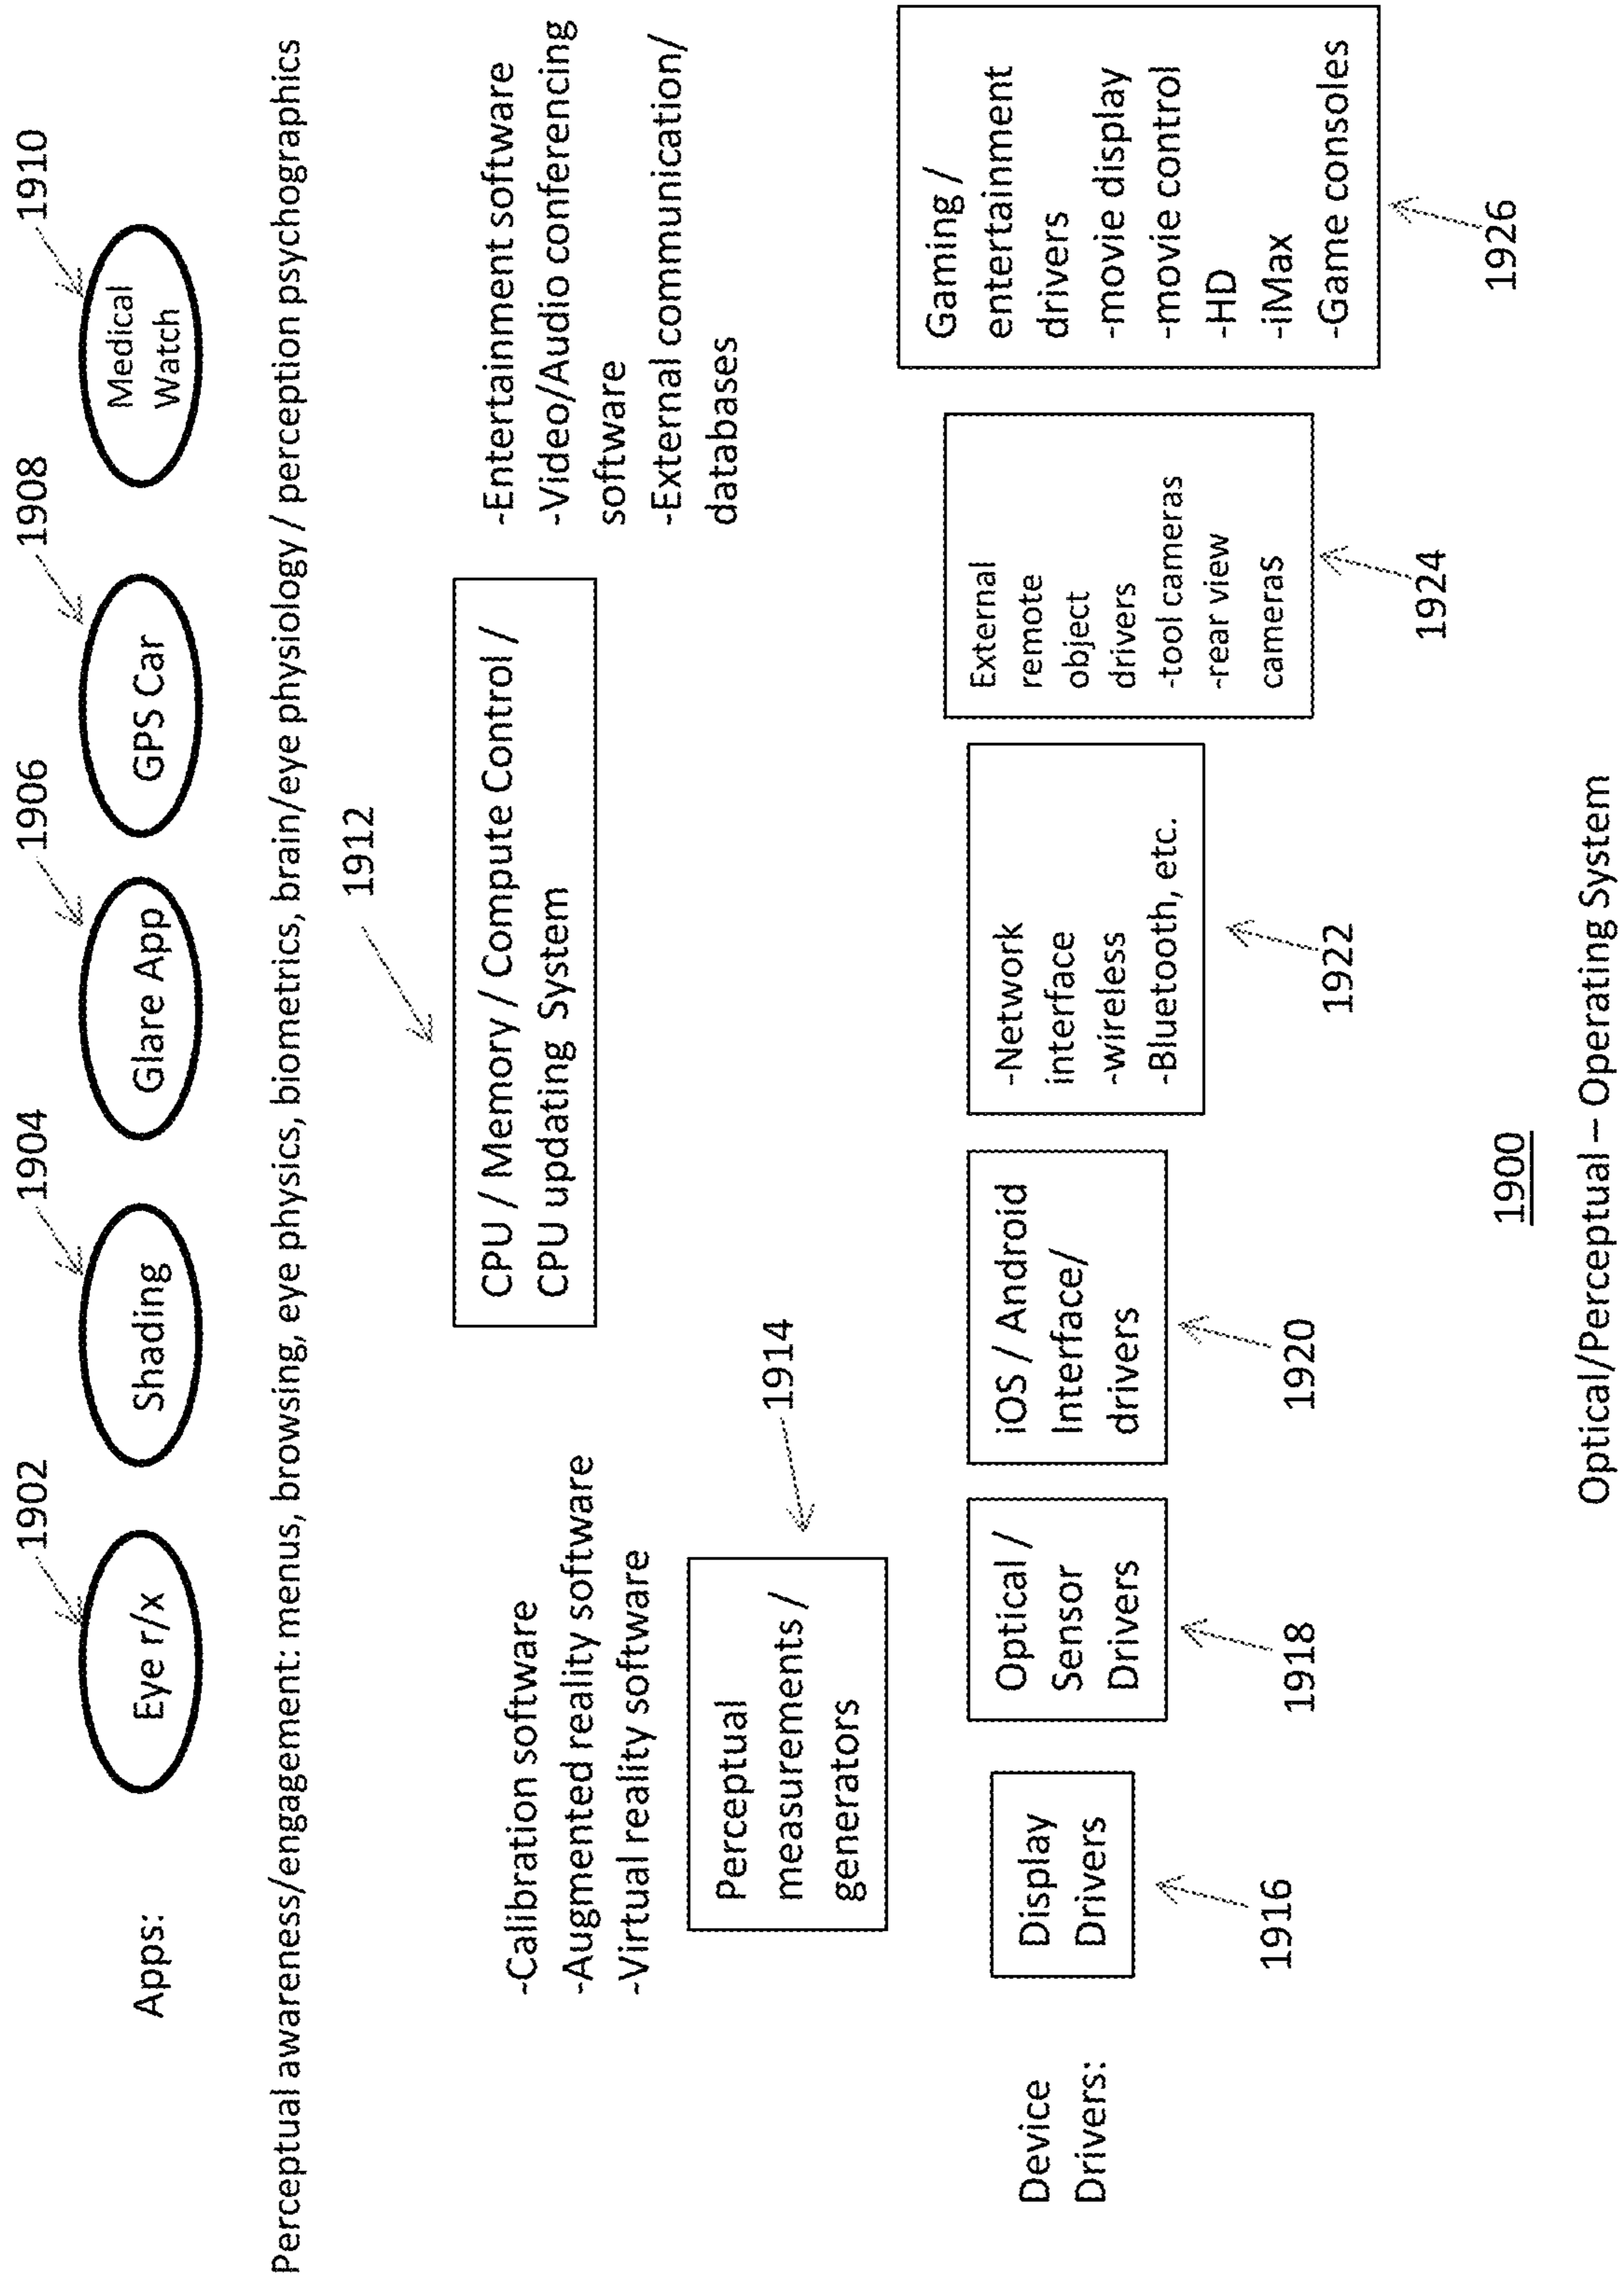 1902
1904
1906
1908
1910
Apps:
Eye r/x
Shading
Glare App
GPS Car
Medical
Watch
Perceptual awareness/engagement: menus, browsing, eye physics, biometrics, brain/eye physiology / perception psychographics
1912
-Calibration software
-Augmented reality software
-Virtual reality software
CPU / Memory / Compute Control /
CPU updating System
-Entertainment software
-Video/Audio conferencing
software
-External communication/
databases
1914
Perceptual
measurements /
generators
Device
Drivers:
Display
Drivers
1916
Optical /
Sensor
Drivers
1918
iOS / Android
Interface/
drivers
1920
-Network
interface
-wireless
-Bluetooth, etc.
1922
External
remote
object
drivers
-tool cameras
-rear view
cameras
1924
Gaming /
entertainment
drivers
-movie display
-movie control
-HD
-iMax
-Game consoles
1926
1900
Optical/Perceptual – Operating System